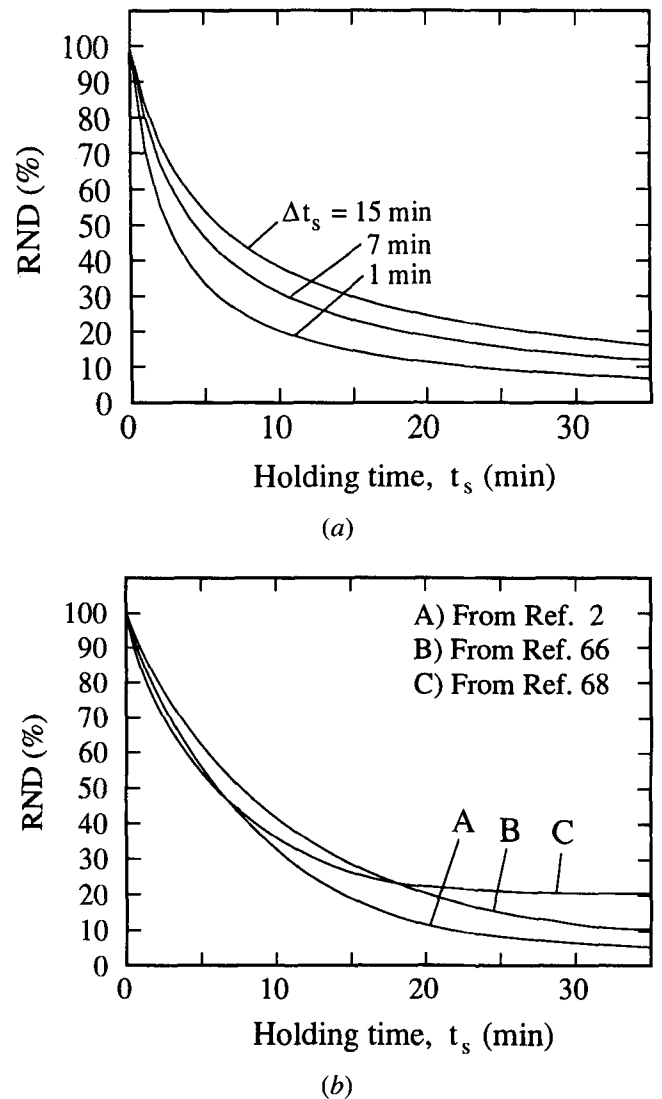 RND (%)
100
90
80
70
60
50
40
30
20
10
0
Δt_s = 15 min
7 min
1 min
0 10 20 30
Holding time, t_s (min)
(a)
RND (%)
100
90
80
70
60
50
40
30
20
10
0
A) From Ref. 2
B) From Ref. 66
C) From Ref. 68
A B C
0 10 20 30
Holding time, t_s (min)
(b)